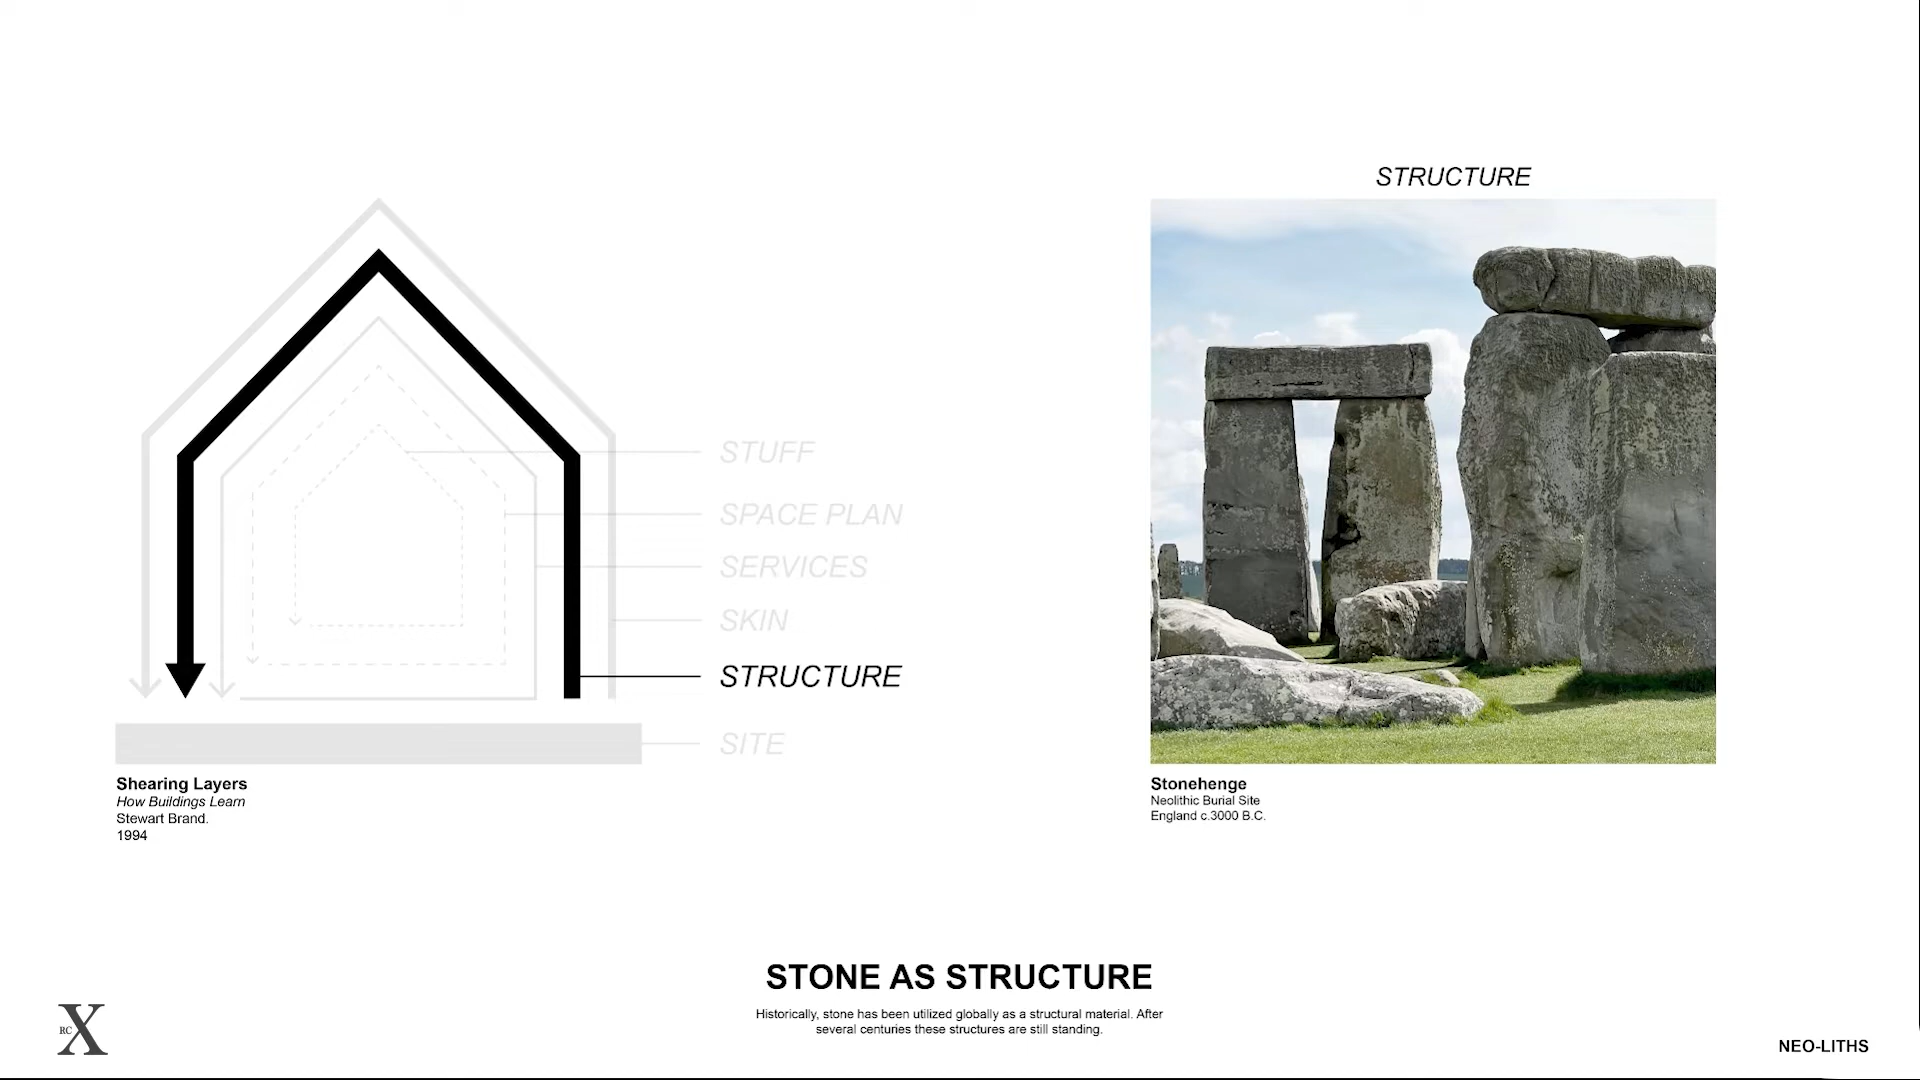 STUFF
SPACE PLAN
SERVICES
SKIN
STRUCTURE
SITE
Shearing Layers
How Buildings Learn
Stewart Brand.
1994
STRUCTURE
Stonehenge
Neolithic Burial Site
England c.3000 B.C.
STONE AS STRUCTURE
Historically, stone has been utilized globally as a structural material. After
several centuries these structures are still standing.
RC X
NEO-LITHS